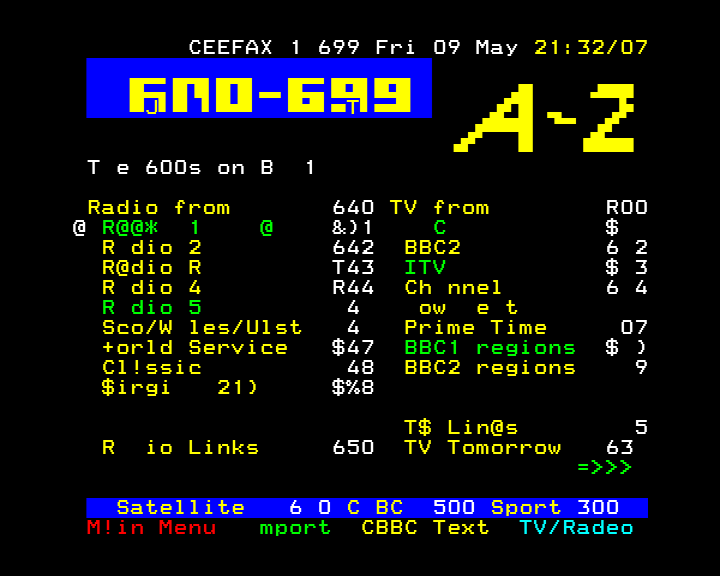 CEEFAX 1 699 Fri 09 May 21:32/07
600-699 A-Z
J T
T e 600s on B  1
Radio from 640 TV from R00
@ R@@*  1    @ &)1 C $
R dio 2 642 BBC2 6 2
R@dio R T43 ITV $ 3
R dio 4 R44 Ch nnel 6 4
R dio 5 4 ow  e t
Sco/W les/Ulst 4 Prime Time 07
+orld Service $47 BBC1 regions $ )
Cl!ssic 48 BBC2 regions 9
$irgi   21) $%8
T$ Lin@s 5
R  io Links 650 TV Tomorrow 63
=>>>
Satellite 6 0 C BC 500 Sport 300
M!in Menu mport CBBC Text TV/Radeo